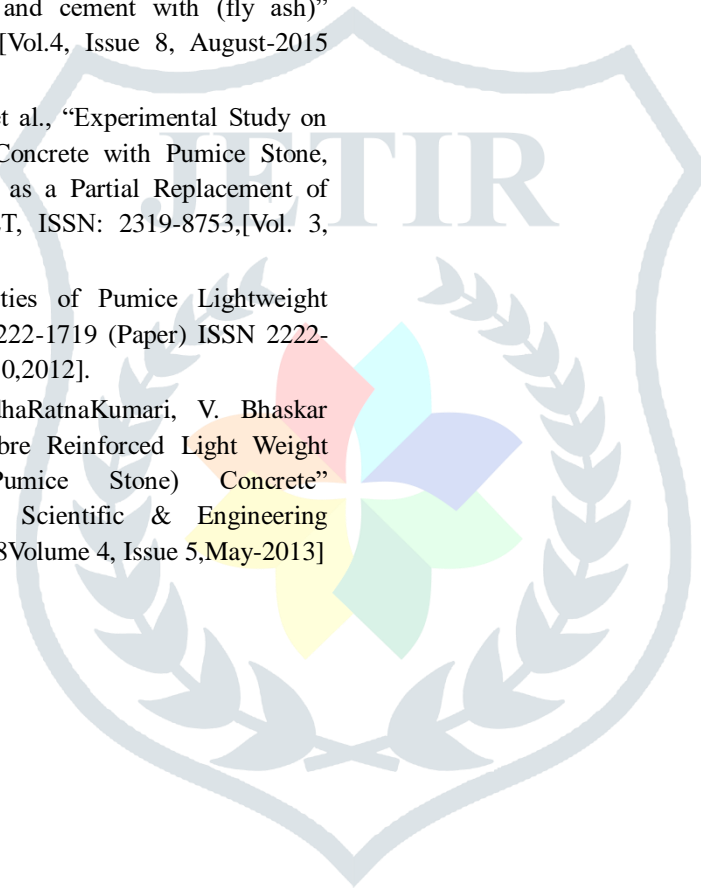 and cement with (fly ash)”
[Vol.4, Issue 8, August-2015
et al., “Experimental Study on
Concrete with Pumice Stone,
as a Partial Replacement of
T, ISSN: 2319-8753,[Vol. 3,
ties of Pumice Lightweight
222-1719 (Paper) ISSN 2222-
0,2012].
dhaRatnaKumari, V. Bhaskar
bre Reinforced Light Weight
Pumice Stone) Concrete”
Scientific & Engineering
8Volume 4, Issue 5,May-2013]
JETIR